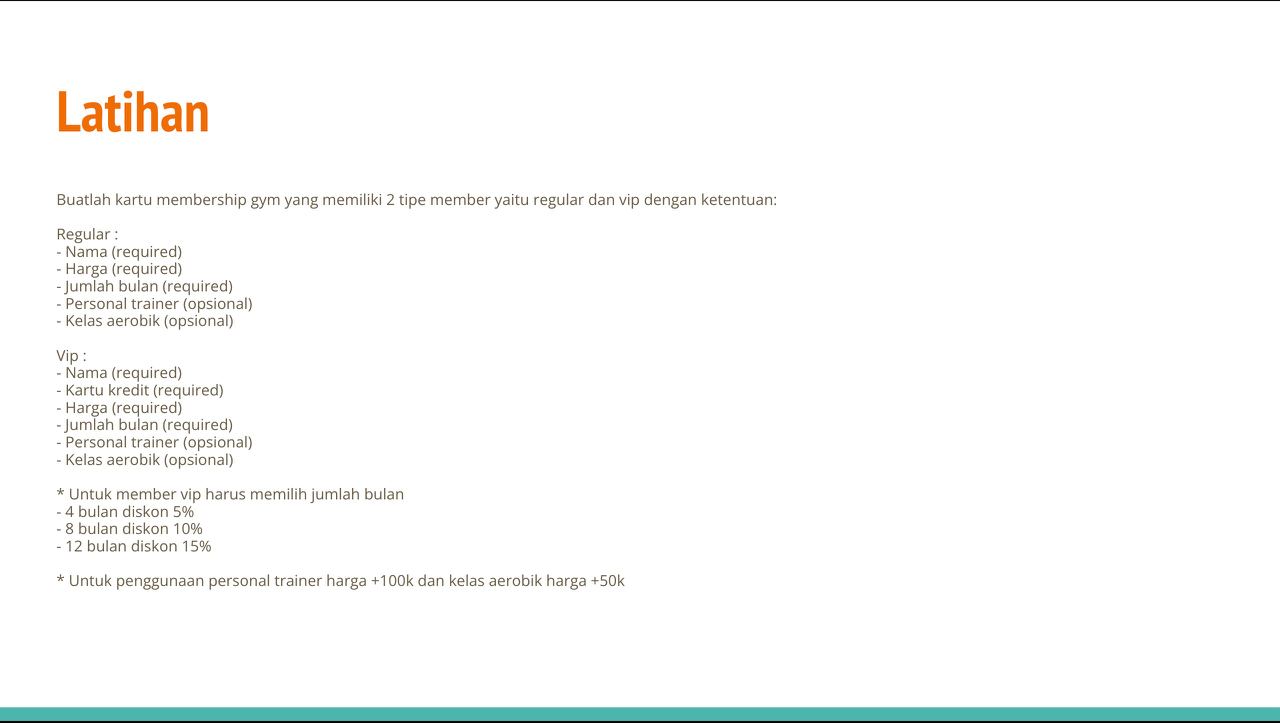 Latihan
Buatlah kartu membership gym yang memiliki 2 tipe member yaitu regular dan vip dengan ketentuan:
Regular :
- Nama (required)
- Harga (required)
- Jumlah bulan (required)
- Personal trainer (opsional)
- Kelas aerobik (opsional)
Vip :
- Nama (required)
- Kartu kredit (required)
- Harga (required)
- Jumlah bulan (required)
- Personal trainer (opsional)
- Kelas aerobik (opsional)
* Untuk member vip harus memilih jumlah bulan
- 4 bulan diskon 5%
- 8 bulan diskon 10%
- 12 bulan diskon 15%
* Untuk penggunaan personal trainer harga +100k dan kelas aerobik harga +50k